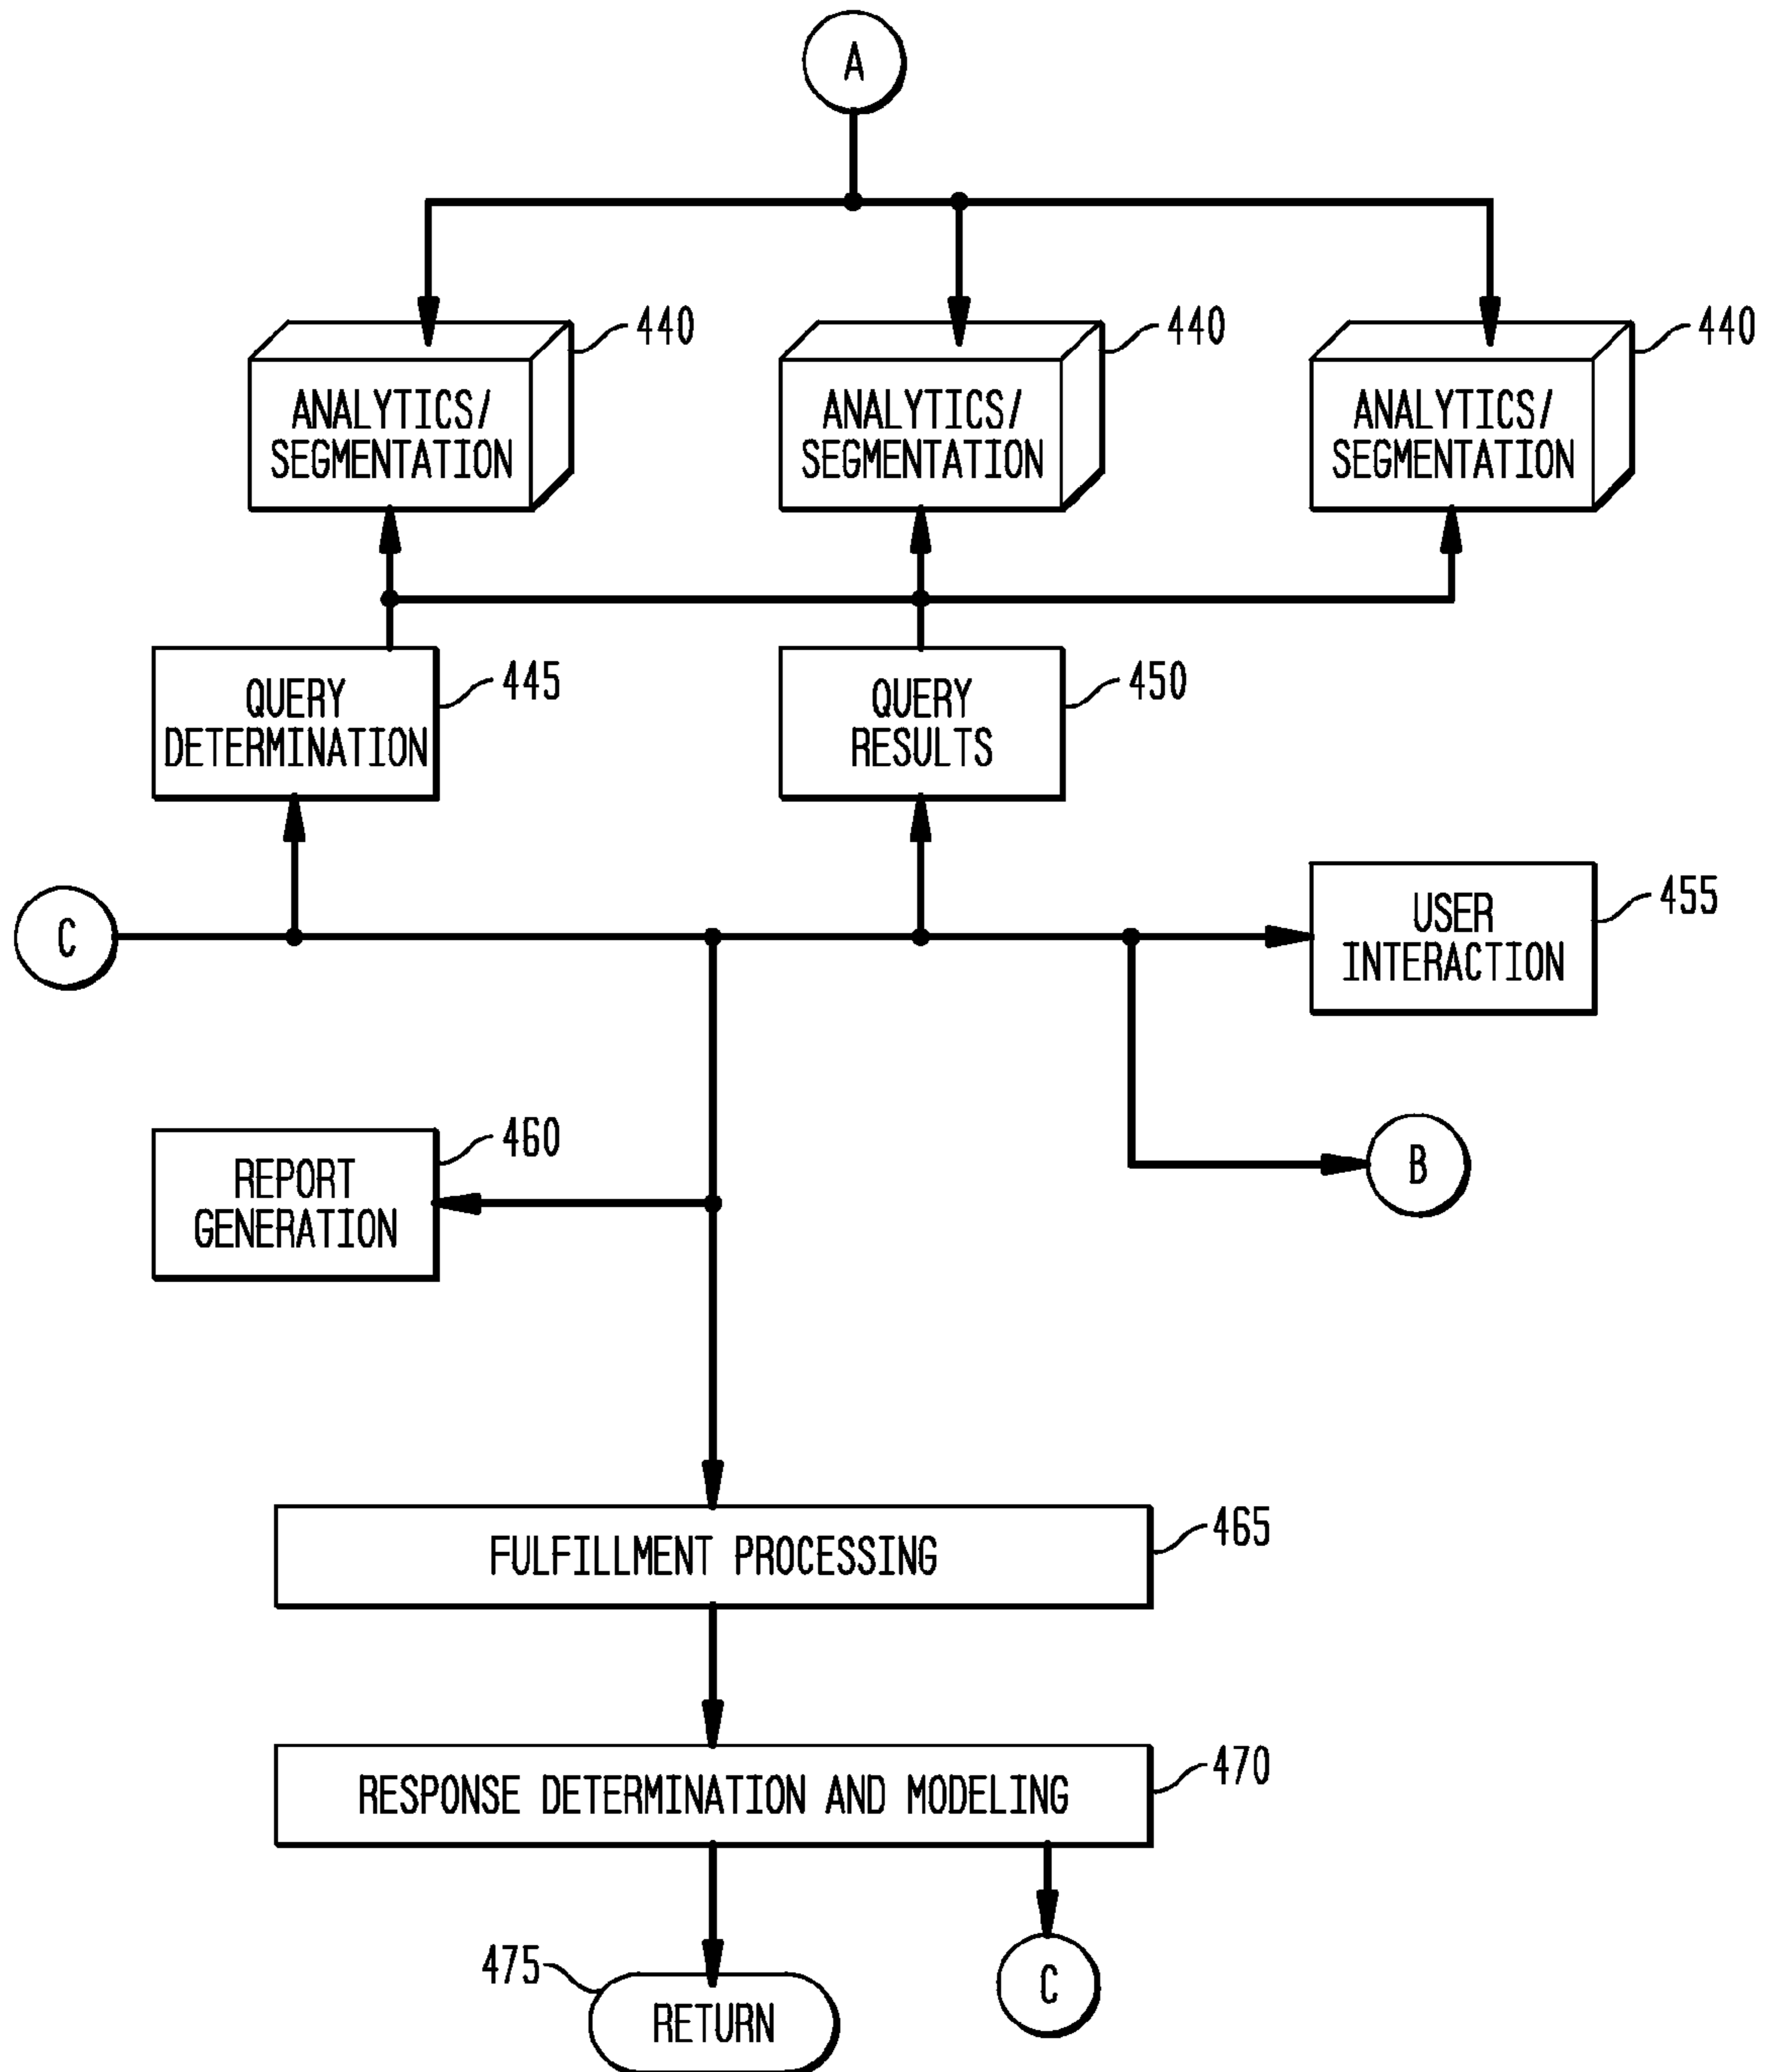 A
440
440
440
ANALYTICS/
SEGMENTATION
ANALYTICS/
SEGMENTATION
ANALYTICS/
SEGMENTATION
QUERY
DETERMINATION
445
QUERY
RESULTS
450
C
USER
INTERACTION
455
REPORT
GENERATION
460
B
FULFILLMENT PROCESSING
465
RESPONSE DETERMINATION AND MODELING
470
475
RETURN
C